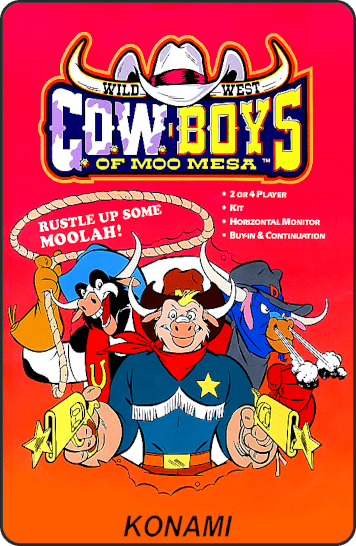 WILD WEST
C.O.W.-BOYS
OF MOO MESA™
• 2 OR 4 PLAYER
• KIT
• HORIZONTAL MONITOR
• BUY-IN & CONTINUATION
RUSTLE UP SOME
MOOLAH!
KONAMI